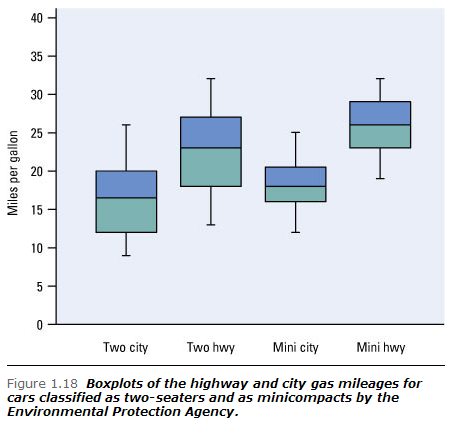 40
35
30
25
20
15
10
5
0
Miles per gallon
Two city Two hwy Mini city Mini hwy
Figure 1.18 Boxplots of the highway and city gas mileages for
cars classified as two-seaters and as minicompacts by the
Environmental Protection Agency.